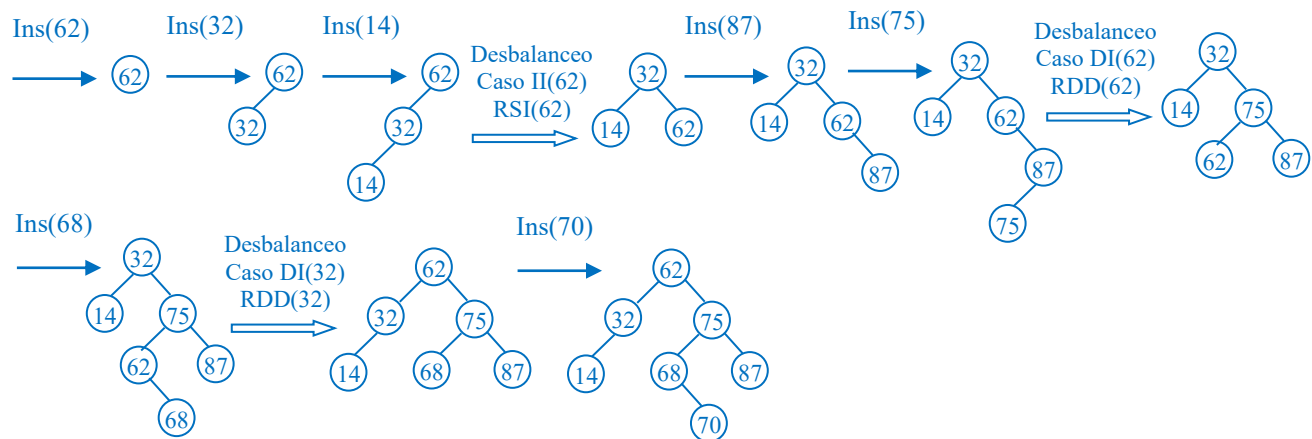 Ins(62)
62
Ins(32)
62
32
Ins(14)
62
32
14
Desbalanceo
Caso II(62)
RSI(62)
32
14 62
Ins(87)
32
14 62
87
Ins(75)
32
14 62
87
75
Desbalanceo
Caso DI(62)
RDD(62)
32
14 75
62 87
Ins(68)
32
14 75
62 87
68
Desbalanceo
Caso DI(32)
RDD(32)
62
32 75
14 68 87
Ins(70)
62
32 75
14 68 87
70